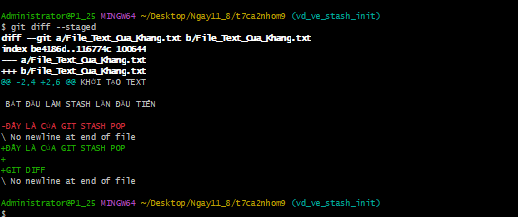 Administrator@P1_25 MINGW64 ~/Desktop/Ngay11_8/t7ca2nhom9 (vd_ve_stash_init)
$ git diff --staged
diff --git a/File_Text_Cua_Khang.txt b/File_Text_Cua_Khang.txt
index be4186d..116774c 100644
--- a/File_Text_Cua_Khang.txt
+++ b/File_Text_Cua_Khang.txt
@@ -2,4 +2,6 @@ KHỞI TẠO TEXT

 BẮT ĐẦU LÀM STASH LẦN ĐẦU TIÊN

-ĐÂY LÀ CỦA GIT STASH POP
\ No newline at end of file
+ĐÂY LÀ CỦA GIT STASH POP
+
+GIT DIFF
\ No newline at end of file

Administrator@P1_25 MINGW64 ~/Desktop/Ngay11_8/t7ca2nhom9 (vd_ve_stash_init)
$